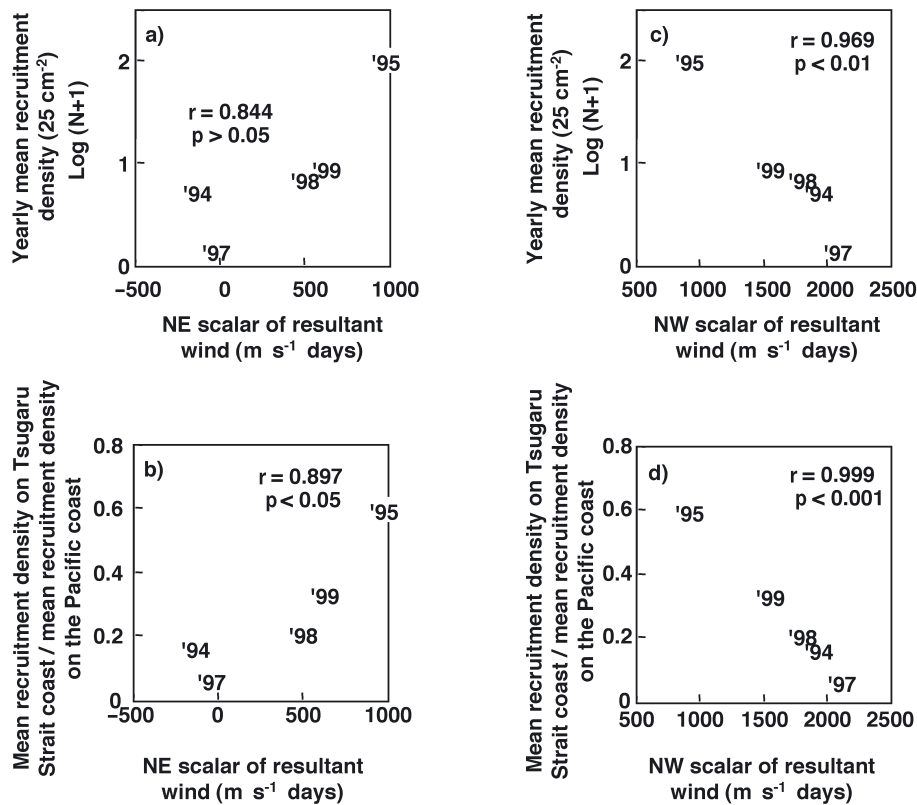 Yearly mean recruitment
density (25 cm-2)
Log (N+1)
a)
2
1
0
'95
r = 0.844
p > 0.05
'99
'98
'94
'97
−500
0
500
1000
NE scalar of resultant
wind (m s-1 days)
Yearly mean recruitment
density (25 cm-2)
Log (N+1)
c)
r = 0.969
p < 0.01
2
1
0
'95
'99
'98
'94
'97
500
1000
1500
2000
2500
NW scalar of resultant
wind (m s-1 days)
Mean recruitment density on Tsugaru
Strait coast / mean recruitment density
on the Pacific coast
0.8
0.6
0.4
0.2
0
b)
r = 0.897
p < 0.05
'95
'99
'98
'94
'97
−500
0
500
1000
NE scalar of resultant
wind (m s-1 days)
Mean recruitment density on Tsugaru
Strait coast / mean recruitment density
on the Pacific coast
0.8
0.6
0.4
0.2
0
d)
r = 0.999
p < 0.001
'95
'99
'98
'94
'97
500
1000
1500
2000
2500
NW scalar of resultant
wind (m s-1 days)